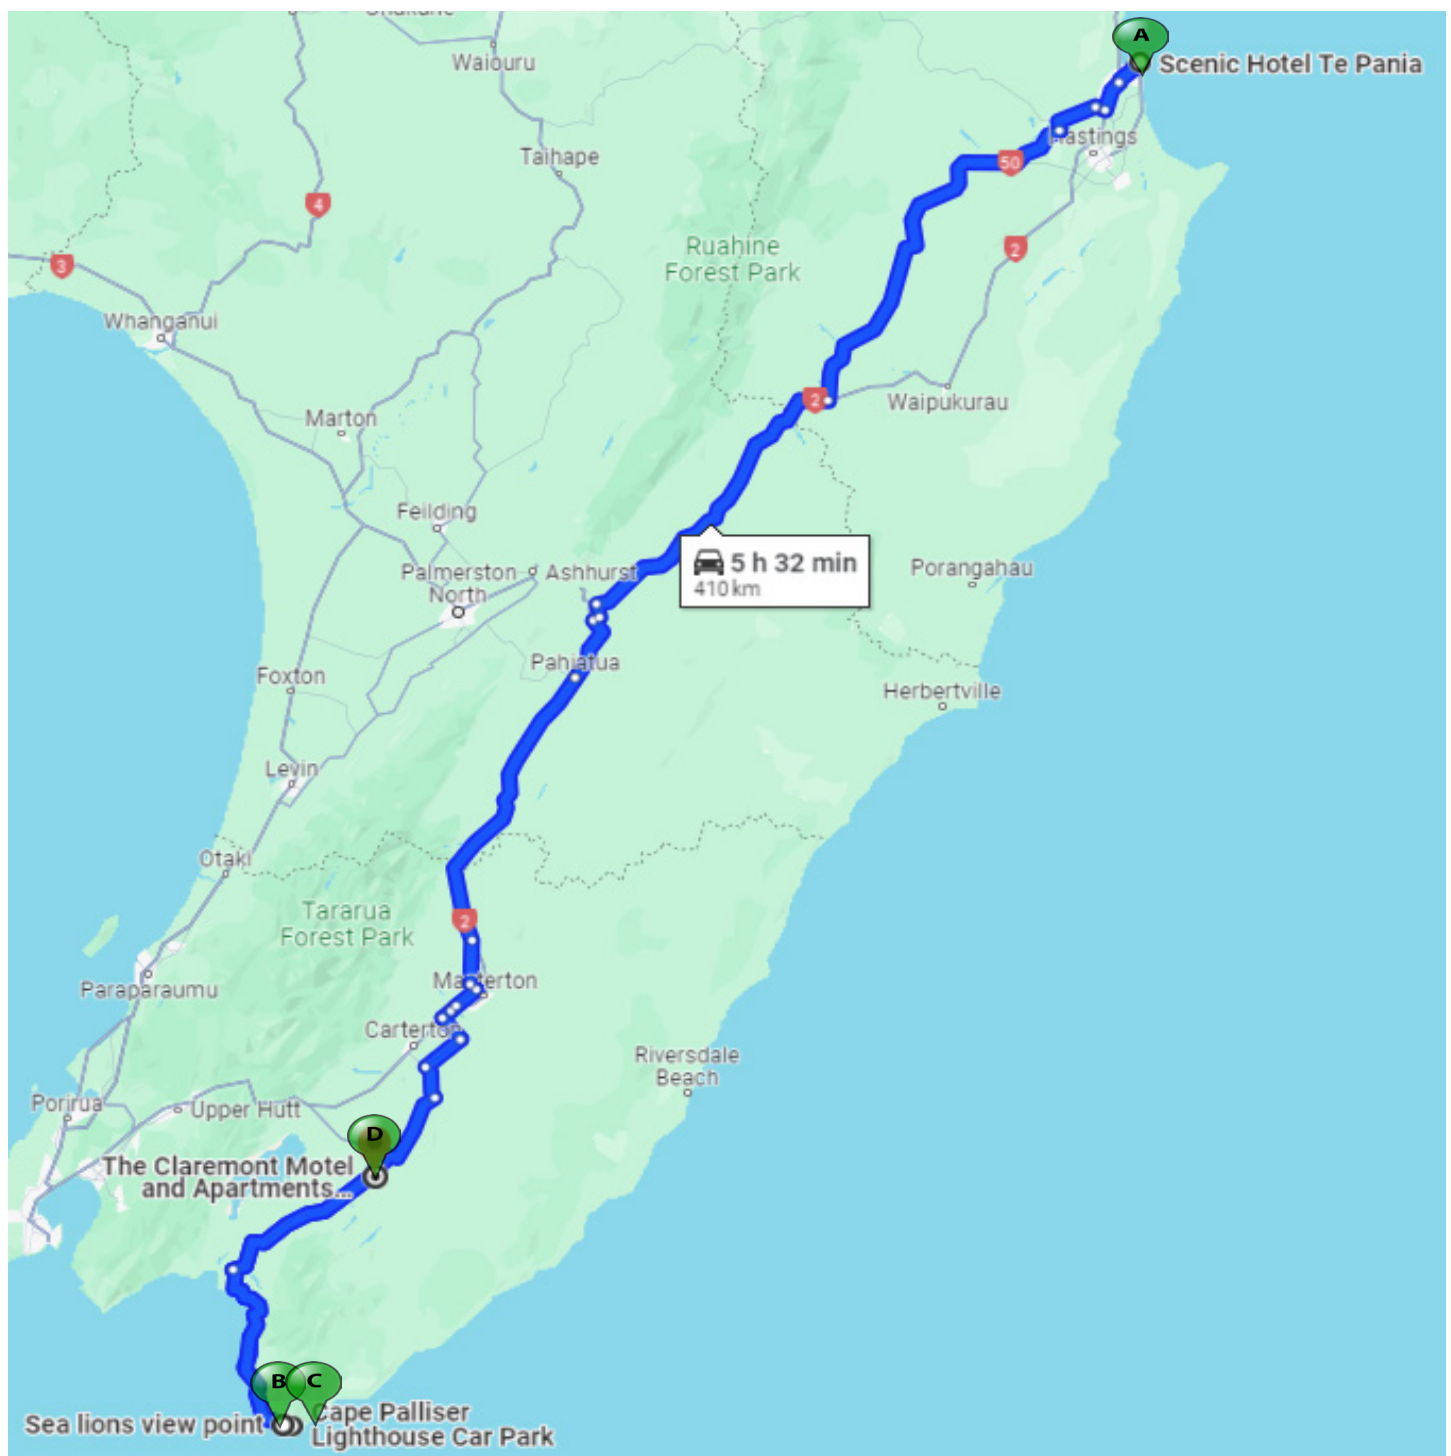 Ohakune
Waiouru
A
Scenic Hotel Te Pania
Taihape
Hastings
50
4
3
2
Ruahine
Forest Park
Whanganui
2
Waipukurau
Marton
Feilding
5 h 32 min
410 km
Palmerston
North
Ashhurst
Porangahau
Pahiatua
Foxton
Herbertville
Levin
Otaki
Tararua
Forest Park
2
Masterton
Paraparaumu
Carterton
Riversdale
Beach
Porirua
Upper Hutt
D
The Claremont Motel
and Apartments...
B
C
Sea lions view point
Cape Palliser
Lighthouse Car Park